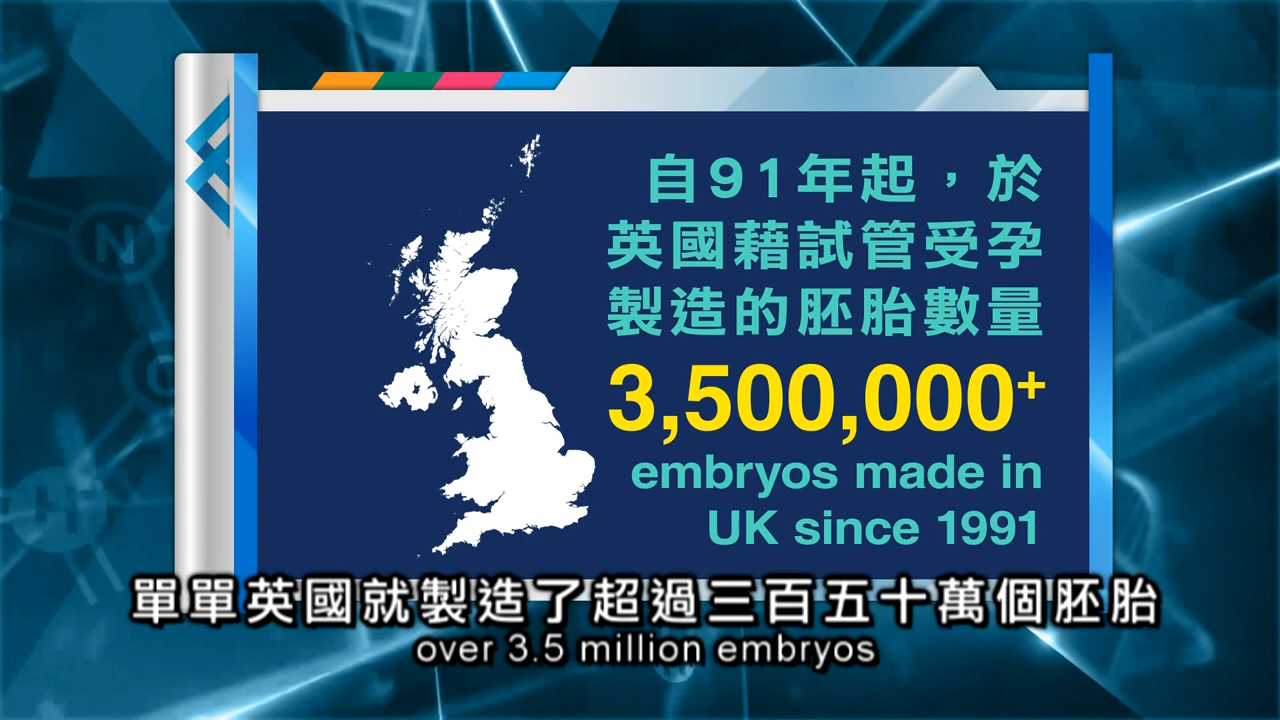 自91年起，於
英國藉試管受孕
製造的胚胎數量
3,500,000+
embryos made in
UK since 1991
單單英國就製造了超過三百五十萬個胚胎
over 3.5 million embryos
N
C
H